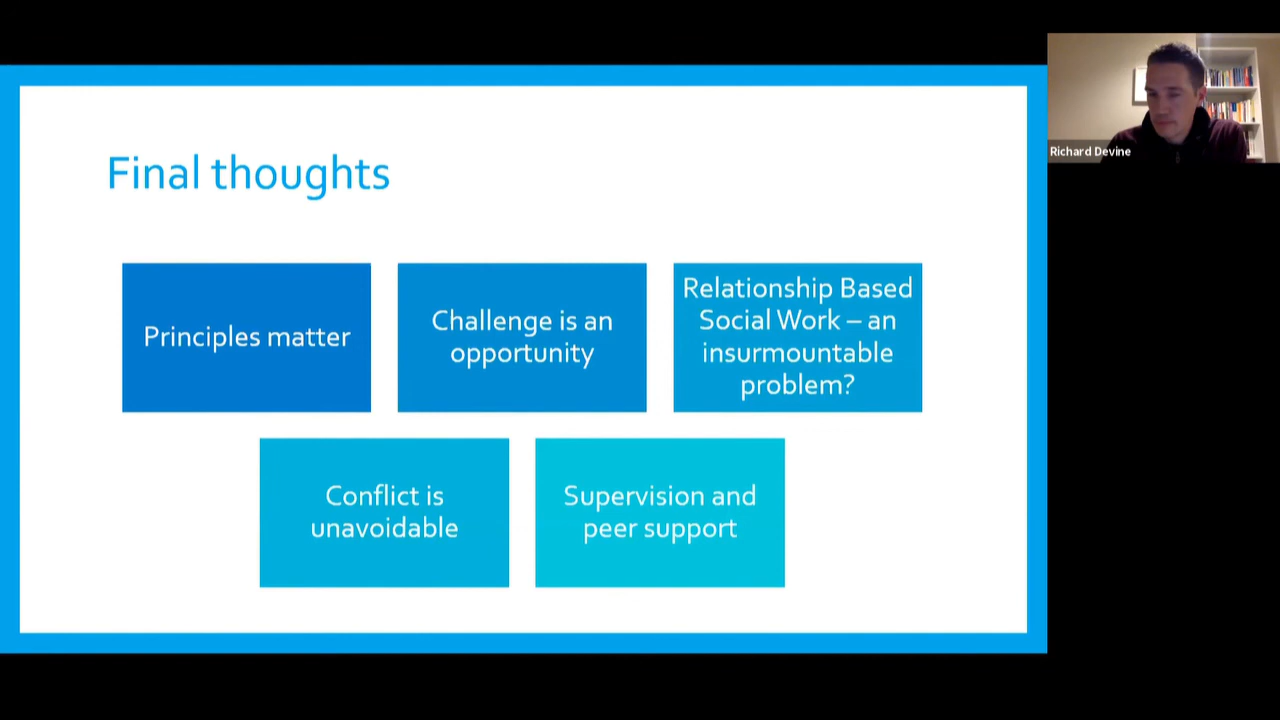 Final thoughts
Principles matter
Challenge is an
opportunity
Relationship Based
Social Work – an
insurmountable
problem?
Conflict is
unavoidable
Supervision and
peer support
Richard Devine